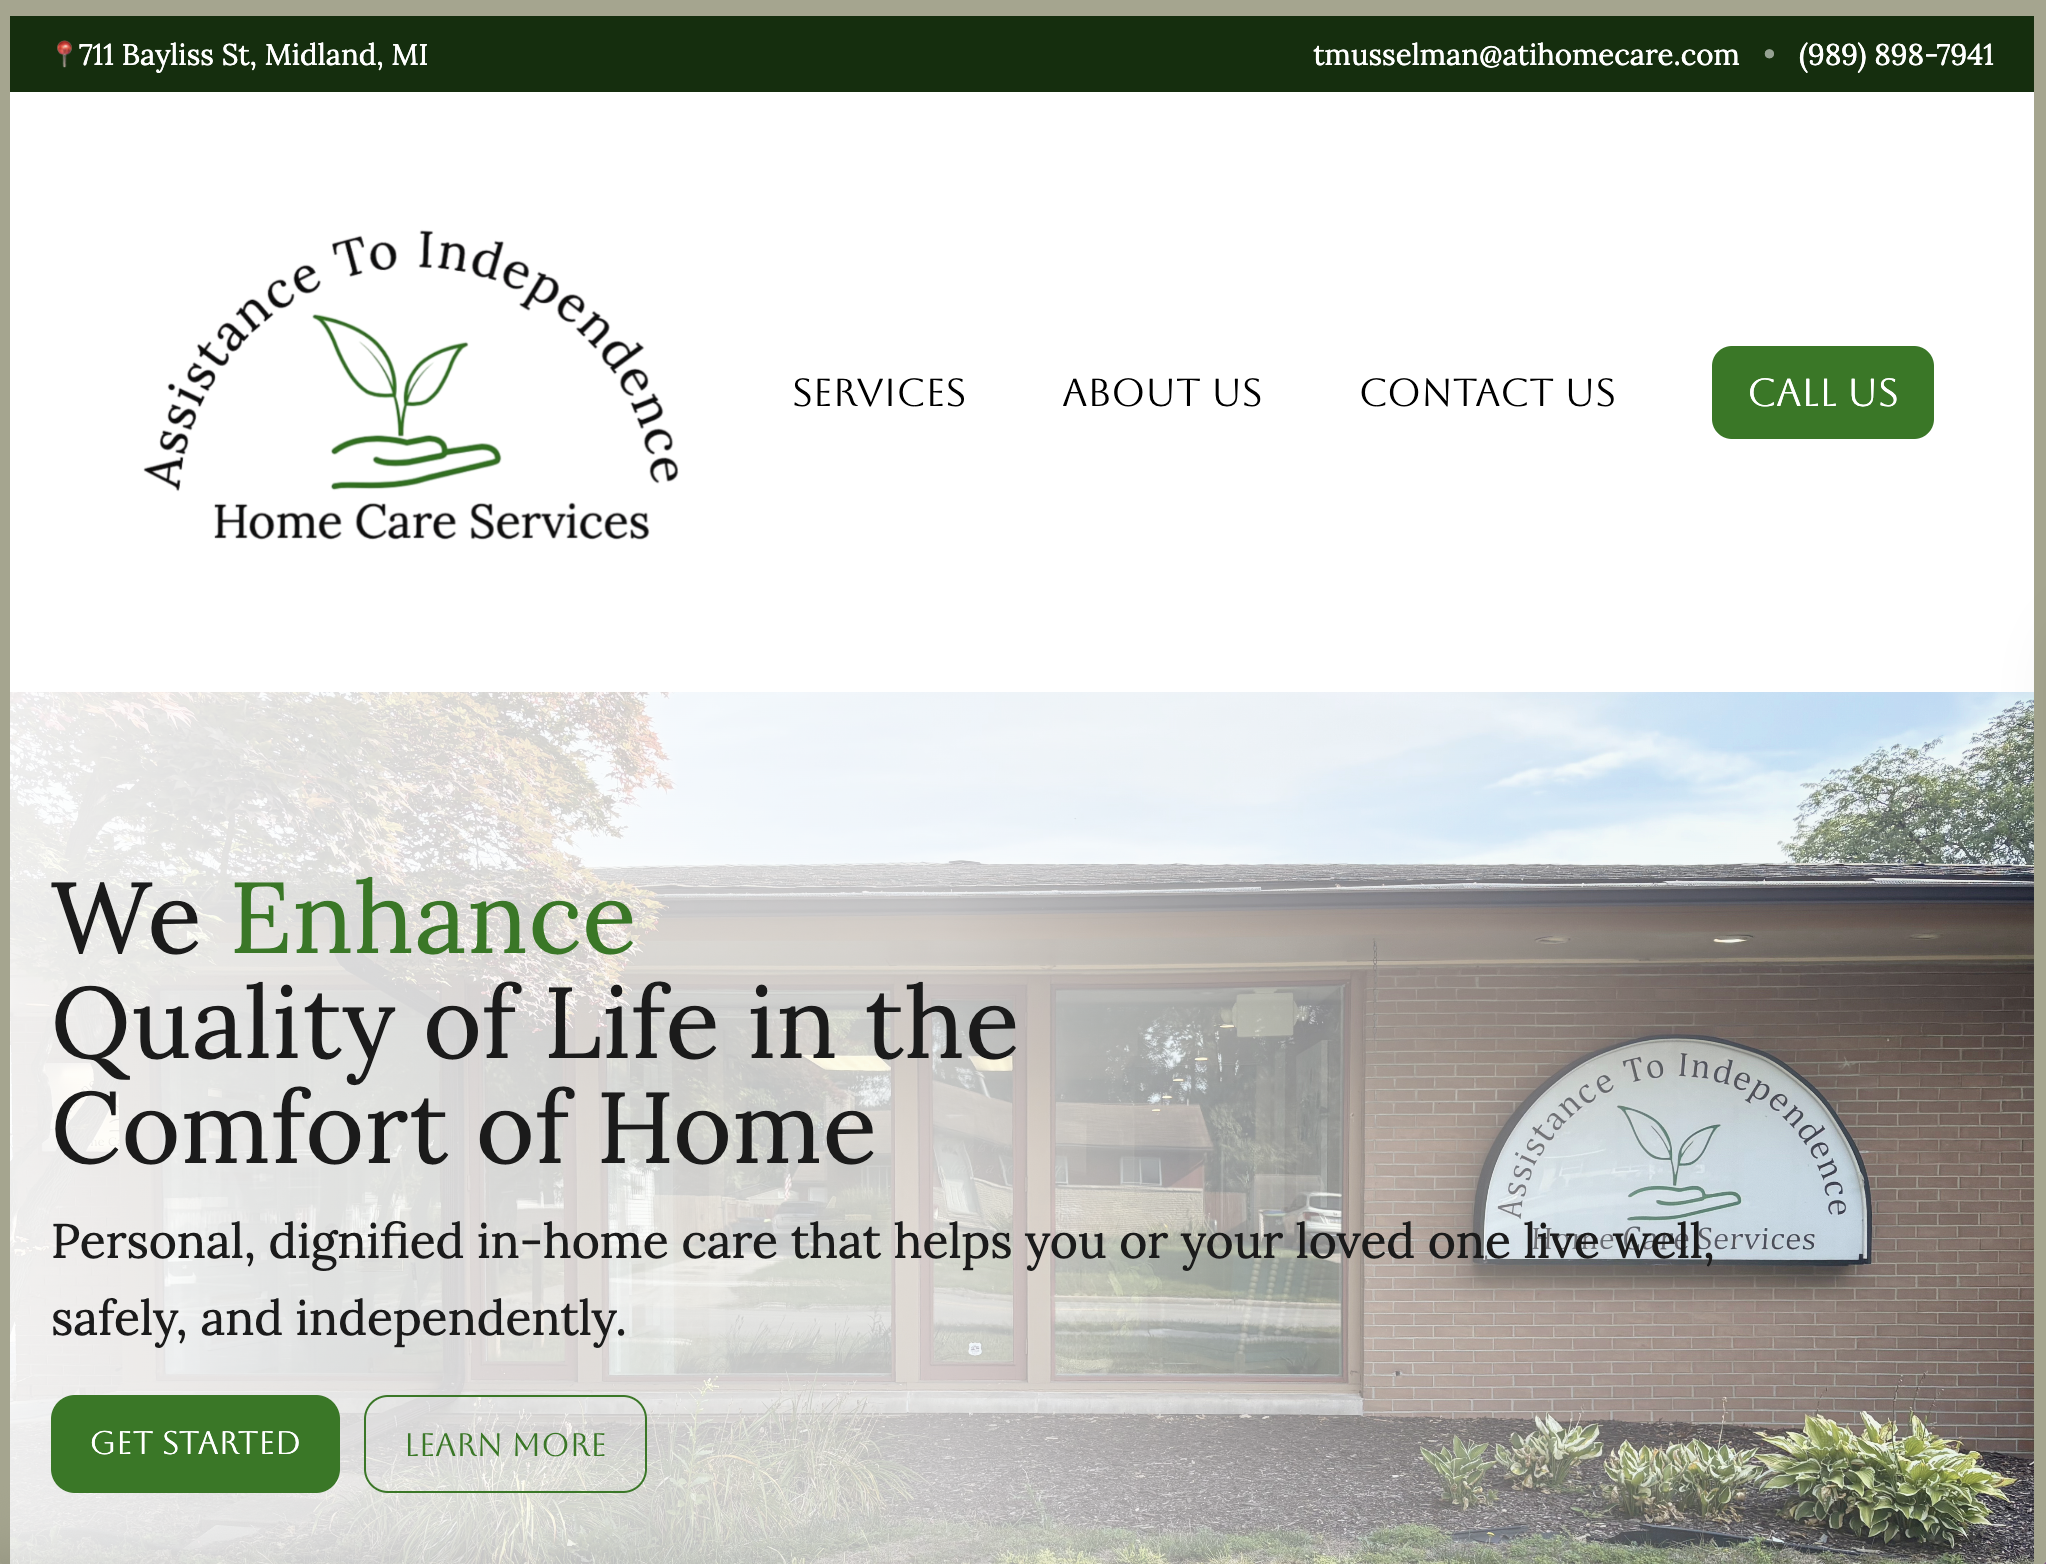 711 Bayliss St, Midland, MI
tmusselman@atihomecare.com • (989) 898-7941
Assistance To Independence
Home Care Services
SERVICES
ABOUT US
CONTACT US
CALL US
We Enhance
Quality of Life in the
Comfort of Home
Assistance To Independence
Home Care Services
Personal, dignified in-home care that helps you or your loved one live well,
safely, and independently.
GET STARTED
LEARN MORE